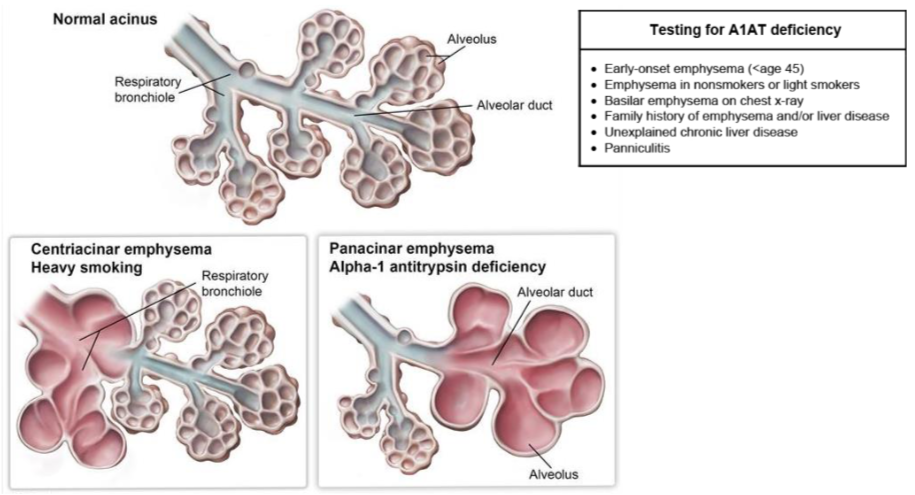 Normal acinus
Alveolus
Respiratory
bronchiole
Alveolar duct
Testing for A1AT deficiency
• Early-onset emphysema (<age 45)
• Emphysema in nonsmokers or light smokers
• Basilar emphysema on chest x-ray
• Family history of emphysema and/or liver disease
• Unexplained chronic liver disease
• Panniculitis
Centriacinar emphysema
Heavy smoking
Respiratory
bronchiole
Panacinar emphysema
Alpha-1 antitrypsin deficiency
Alveolar duct
Alveolus